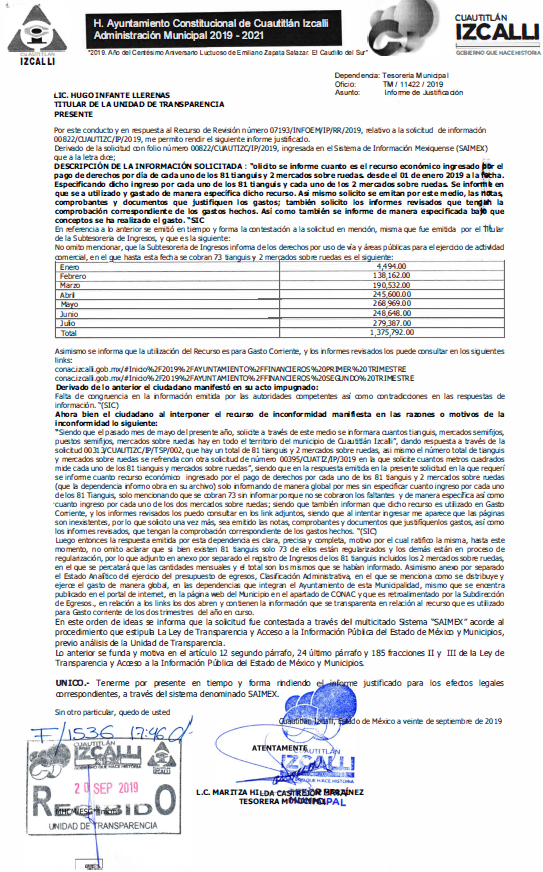 CUAUTITLÁN
IZCALLI
H. Ayuntamiento Constitucional de Cuautitlán Izcalli
Administración Municipal 2019 - 2021
"2019. Año del Centésimo Aniversario Luctuoso de Emiliano Zapata Salazar. El Caudillo del Sur"
CUAUTITLÁN
IZCALLI
GOBIERNO QUE HACE HISTORIA
Dependencia: Tesorería Municipal
Oficio: TM / 11422 / 2019
Asunto: Informe de Justificación
LIC. HUGO INFANTE LLERENAS
TITULAR DE LA UNIDAD DE TRANSPARENCIA
PRESENTE
Por este conducto y en respuesta al Recurso de Revisión número 07193/INFOEM/IP/RR/2019, relativo a la solicitud de información
00822/CUAUTIZC/IP/2019, me permito rendir el siguiente informe justificado.
Derivado de la solicitud con folio número 00822/CUAUTIZC/IP/2019, ingresada en el Sistema de Información Mexiquense (SAIMEX)
que a la letra dice;
DESCRIPCIÓN DE LA INFORMACIÓN SOLICITADA : "olicito se informe cuanto es el recurso económico ingresado por el
pago de derechos por día de cada uno de los 81 tianguis y 2 mercados sobre ruedas. desde el 01 de enero 2019 a la fecha.
Especificando dicho ingreso por cada uno de los 81 tianguis y cada uno de los 2 mercados sobre ruedas. Se informe en
que se a utilizado y gastado de manera específica dicho recurso. Asi mismo solicito se emitan por este medio, las notas,
comprobantes y documentos que justifiquen los gastos; también solicito los informes revisados que tengan la
comprobación correspondiente de los gastos hechos. Así como también se informe de manera especificada bajo que
conceptos se ha realizado el gasto. "SIC
En referencia a lo anterior se emitió en tiempo y forma la contestación a la solicitud en mención, misma que fue emitida por el Titular
de la Subtesorería de Ingresos, y que es la siguiente:
No omito mencionar, que la Subtesorería de Ingresos informa de los derechos por uso de vía y áreas públicas para el ejercicio de actividad
comercial, en el que hasta esta fecha se cobran 73 tianguis y 2 mercados sobre ruedas es el siguiente:
Enero 4,494.00
Febrero 138,162.00
Marzo 190,532.00
Abril 245,600.00
Mayo 268,969.00
Junio 248,648.00
Julio 279,387.00
Total 1,375,792.00
Asimismo se informa que la utilización del Recurso es para Gasto Corriente, y los informes revisados los puede consultar en los siguientes
links:
conacizcalli.gob.mx/#Inicio%2F2019%2FAYUNTAMIENTO%2FFINANCIEROS%20PRIMER%20TRIMESTRE
conacizcalli.gob.mx/#Inicio%2F2019%2FAYUNTAMIENTO%2FFINANCIEROS%20SEGUNDO%20TRIMESTRE
Derivado de lo anterior el ciudadano manifestó en su acto impugnado:
Falta de congruencia en la información emitida por las autoridades competentes así como contradicciones en las respuestas de
información. "(SIC)
Ahora bien el ciudadano al interponer el recurso de inconformidad manifiesta en las razones o motivos de la
inconformidad lo siguiente:
"Siendo que el pasado mes de mayo del presente año, solicite a través de este medio se informara cuantos tianguis, mercados semifijos,
puestos semifijos, mercados sobre ruedas hay en todo el territorio del municipio de Cuautitlán Izcalli", dando respuesta a través de la
solicitud 00313/CUAUTIZC/IP/TSP/002, que hay un total de 81 tianguis y 2 mercados sobre ruedas, asi mismo el número total de tianguis
y mercados sobre ruedas se refrenda con otra solicitud de número 00395/CUATIZ/IP/3019 en la que solicite cuantos metros cuadrados
mide cada uno de los 81 tianguis y mercados sobre ruedas", siendo que en la respuesta emitida en la presente solicitud en la que requerí
se informe cuanto recurso económico ingresado por el pago de derechos por cada uno de los 81 tianguis y 2 mercados sobre ruedas
(que la dependencia informo obra en su archivo) solo informando de manera global por mes sin especificar cuanto ingreso por cada uno
de los 81 Tianguis, solo mencionando que se cobran 73 sin informar porque no se cobraron los faltantes y de manera específica así como
cuanto ingreso por cada uno de los dos mercados sobre ruedas; siendo que también informan que dicho recurso es utilizado en Gasto
Corriente, y los informes revisados los puedo consultar en los link adjuntos, siendo que al intentar ingresar me aparece que las páginas
son inexistentes, por lo que solicito una vez más, sea emitido las notas, comprobantes y documentos que justifiquenlos gastos, así como
los informes revisados, que tengan la comprobación correspondiente de los gastos hechos. "(SIC)
Luego entonces la respuesta emitida por esta dependencia es clara, precisa y completa, motivo por el cual ratifico la misma, hasta este
momento, no omito aclarar que si bien existen 81 tianguis solo 73 de ellos están regularizados y los demás están en proceso de
regularización, por lo que adjunto en anexo por separado el registro de Ingresos de los 81 tianguis incluidos los 2 mercados sobre ruedas,
en el que se percatará que las cantidades mensuales y el total son los mismos que se habían informado. Asimismo anexo por separado
el Estado Analítico del ejercicio del presupuesto de egresos, Clasificación Administrativa, en el que se menciona como se distribuye y
ejerce el gasto de manera global, en las dependencias que integran el Ayuntamiento de esta Municipalidad, mismo que se encontra
publicado en el portal de internet, en la página web del Municipio en el apartado de CONAC y que es retroalimentado por la Subdirección
de Egresos., en relación a los links los dos abren y contienen la información que se transparenta en relación al recurso que es utilizado
para Gasto corriente de los dos trimestres del año en curso.
En este orden de ideas se informa que la solicitud fue contestada a través del multicitado Sistema "SAIMEX" acorde al
procedimiento que estipula La Ley de Transparencia y Acceso a la Información Pública del Estado de México y Municipios,
previo análisis de la Unidad de Transparencia.
Lo anterior se funda y motiva en el artículo 12 segundo párrafo, 24 último párrafo y 185 fracciones II y III de la Ley de
Transparencia y Acceso a la Información Pública del Estado de México y Municipios.
UNICO.- Tenerme por presente en tiempo y forma rindiendo el informe justificado para los efectos legales
correspondientes, a través del sistema denominado SAIMEX.
Sin otro particular, quedo de usted
Cuautitlán Izcalli, Estado de México a veinte de septiembre de 2019
ATENTAMENTE
CUAUTITLÁN
IZCALLI
GOBIERNO QUE HACE HISTORIA
L.C. MARITZA HILDA CASTREJÓN
TESORERA MUNICIPAL
CUAUTITLÁN
IZCALLI
GOBIERNO QUE HACE HISTORIA
IZCALLI
20 SEP 2019
RECIBIDO
UNIDAD DE TRANSPARENCIA